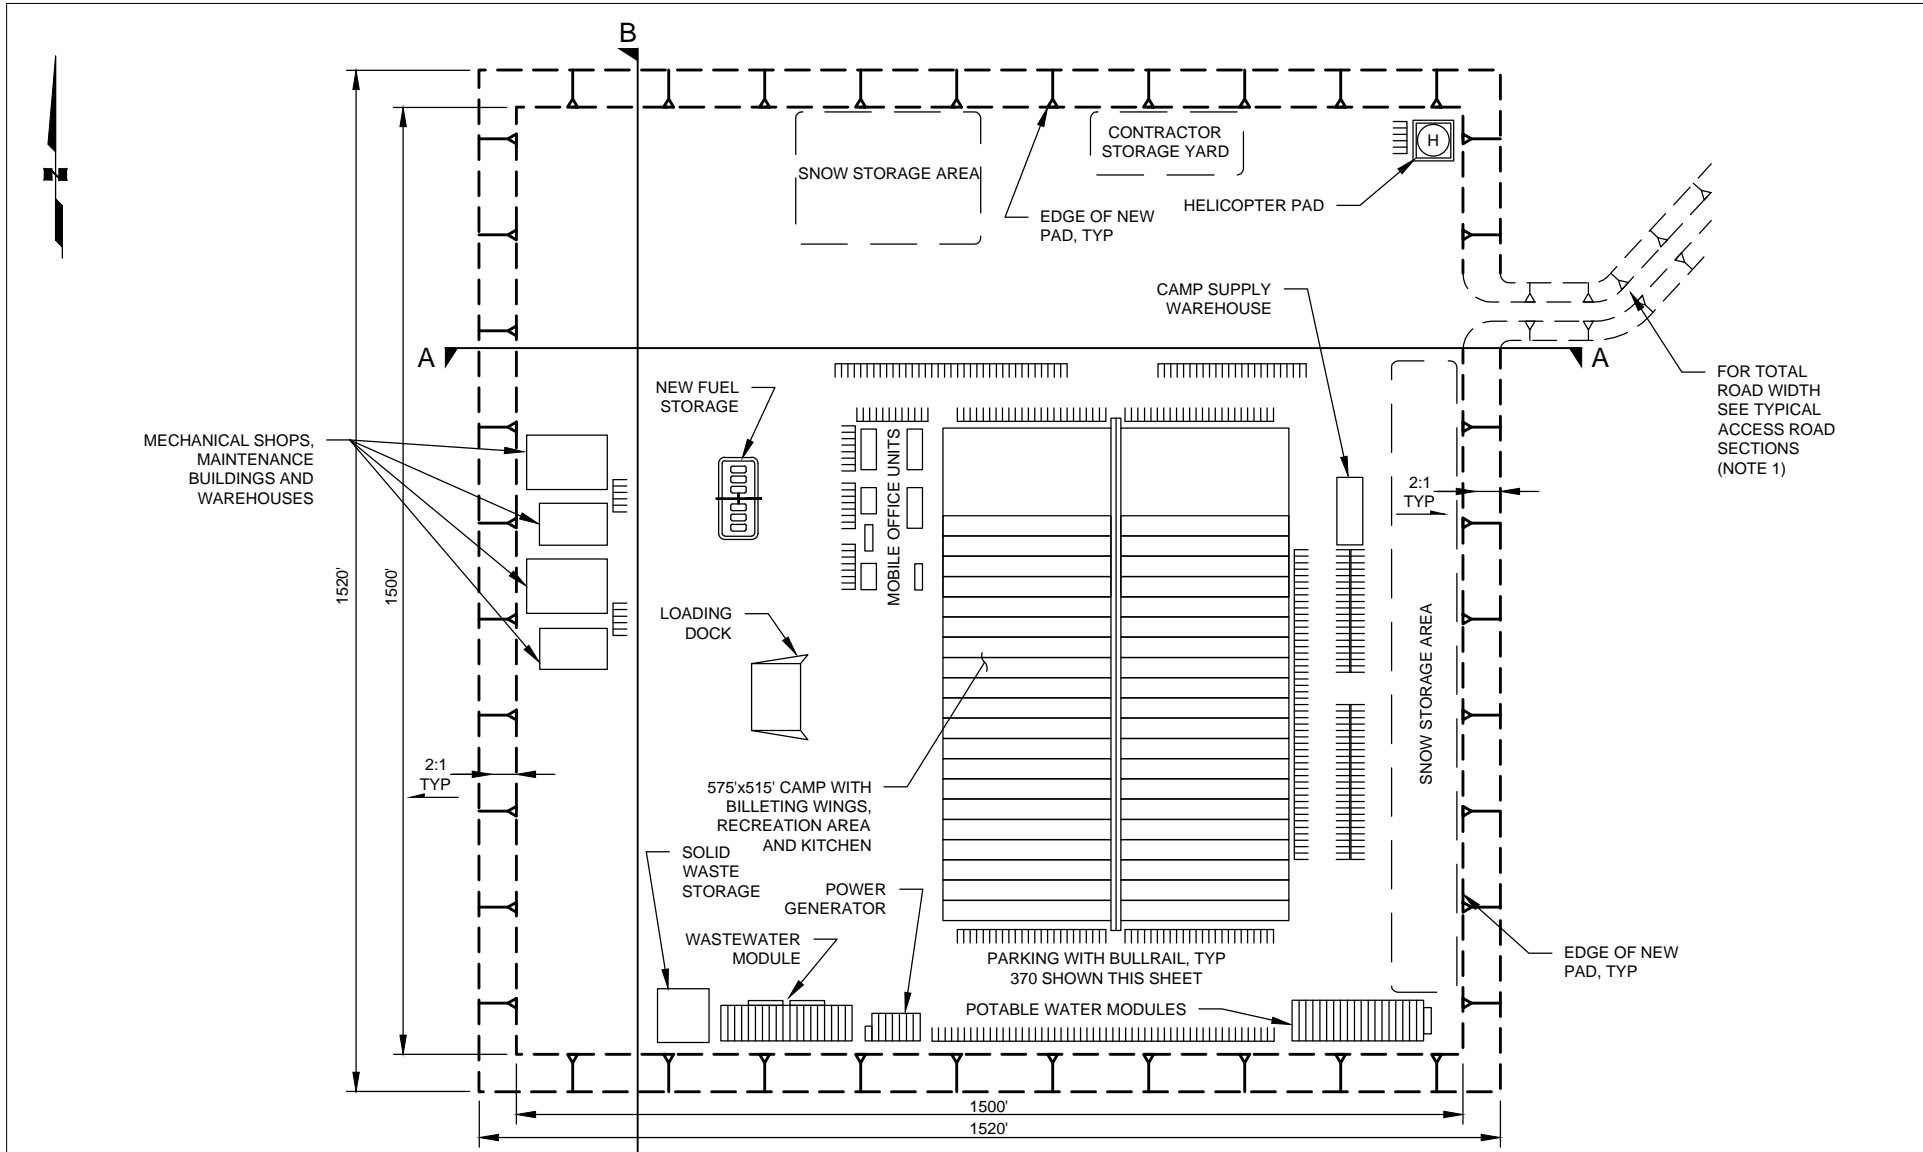 B
N
SNOW STORAGE AREA
CONTRACTOR
STORAGE YARD
H
HELICOPTER PAD
EDGE OF NEW
PAD, TYP
CAMP SUPPLY
WAREHOUSE
A
A
NEW FUEL
STORAGE
FOR TOTAL
ROAD WIDTH
SEE TYPICAL
ACCESS ROAD
SECTIONS
(NOTE 1)
MECHANICAL SHOPS,
MAINTENANCE
BUILDINGS AND
WAREHOUSES
MOBILE OFFICE UNITS
2:1
TYP
1520'
1500'
LOADING
DOCK
SNOW STORAGE AREA
2:1
TYP
575'x515' CAMP WITH
BILLETING WINGS,
RECREATION AREA
AND KITCHEN
SOLID
WASTE
STORAGE
POWER
GENERATOR
WASTEWATER
MODULE
PARKING WITH BULLRAIL, TYP
370 SHOWN THIS SHEET
EDGE OF NEW
PAD, TYP
POTABLE WATER MODULES
1500'
1520'